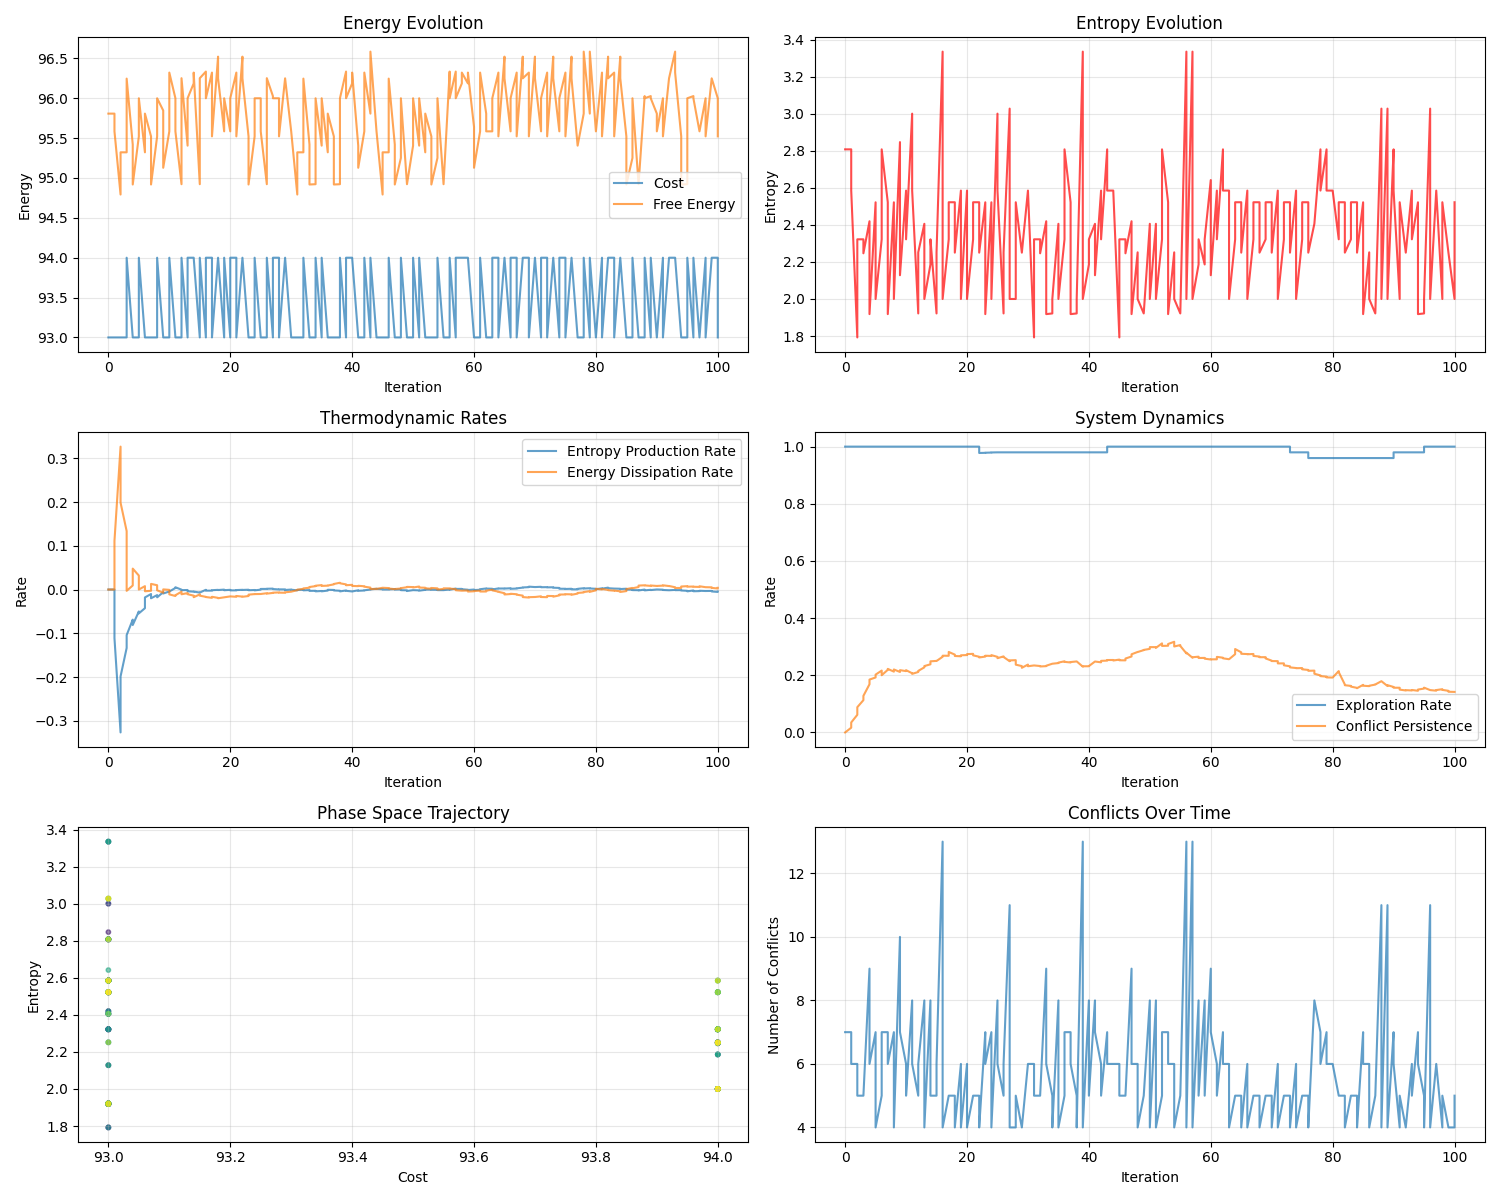 Energy Evolution
Energy
96.5
96.0
95.5
95.0
94.5
94.0
93.5
93.0
Cost
Free Energy
0 20 40 60 80 100
Iteration
Entropy Evolution
Entropy
3.4
3.2
3.0
2.8
2.6
2.4
2.2
2.0
1.8
0 20 40 60 80 100
Iteration
Thermodynamic Rates
Rate
0.3
0.2
0.1
0.0
−0.1
−0.2
−0.3
Entropy Production Rate
Energy Dissipation Rate
0 20 40 60 80 100
Iteration
System Dynamics
Rate
1.0
0.8
0.6
0.4
0.2
0.0
Exploration Rate
Conflict Persistence
0 20 40 60 80 100
Iteration
Phase Space Trajectory
Entropy
3.4
3.2
3.0
2.8
2.6
2.4
2.2
2.0
1.8
93.0 93.2 93.4 93.6 93.8 94.0
Cost
Conflicts Over Time
Number of Conflicts
12
10
8
6
4
0 20 40 60 80 100
Iteration